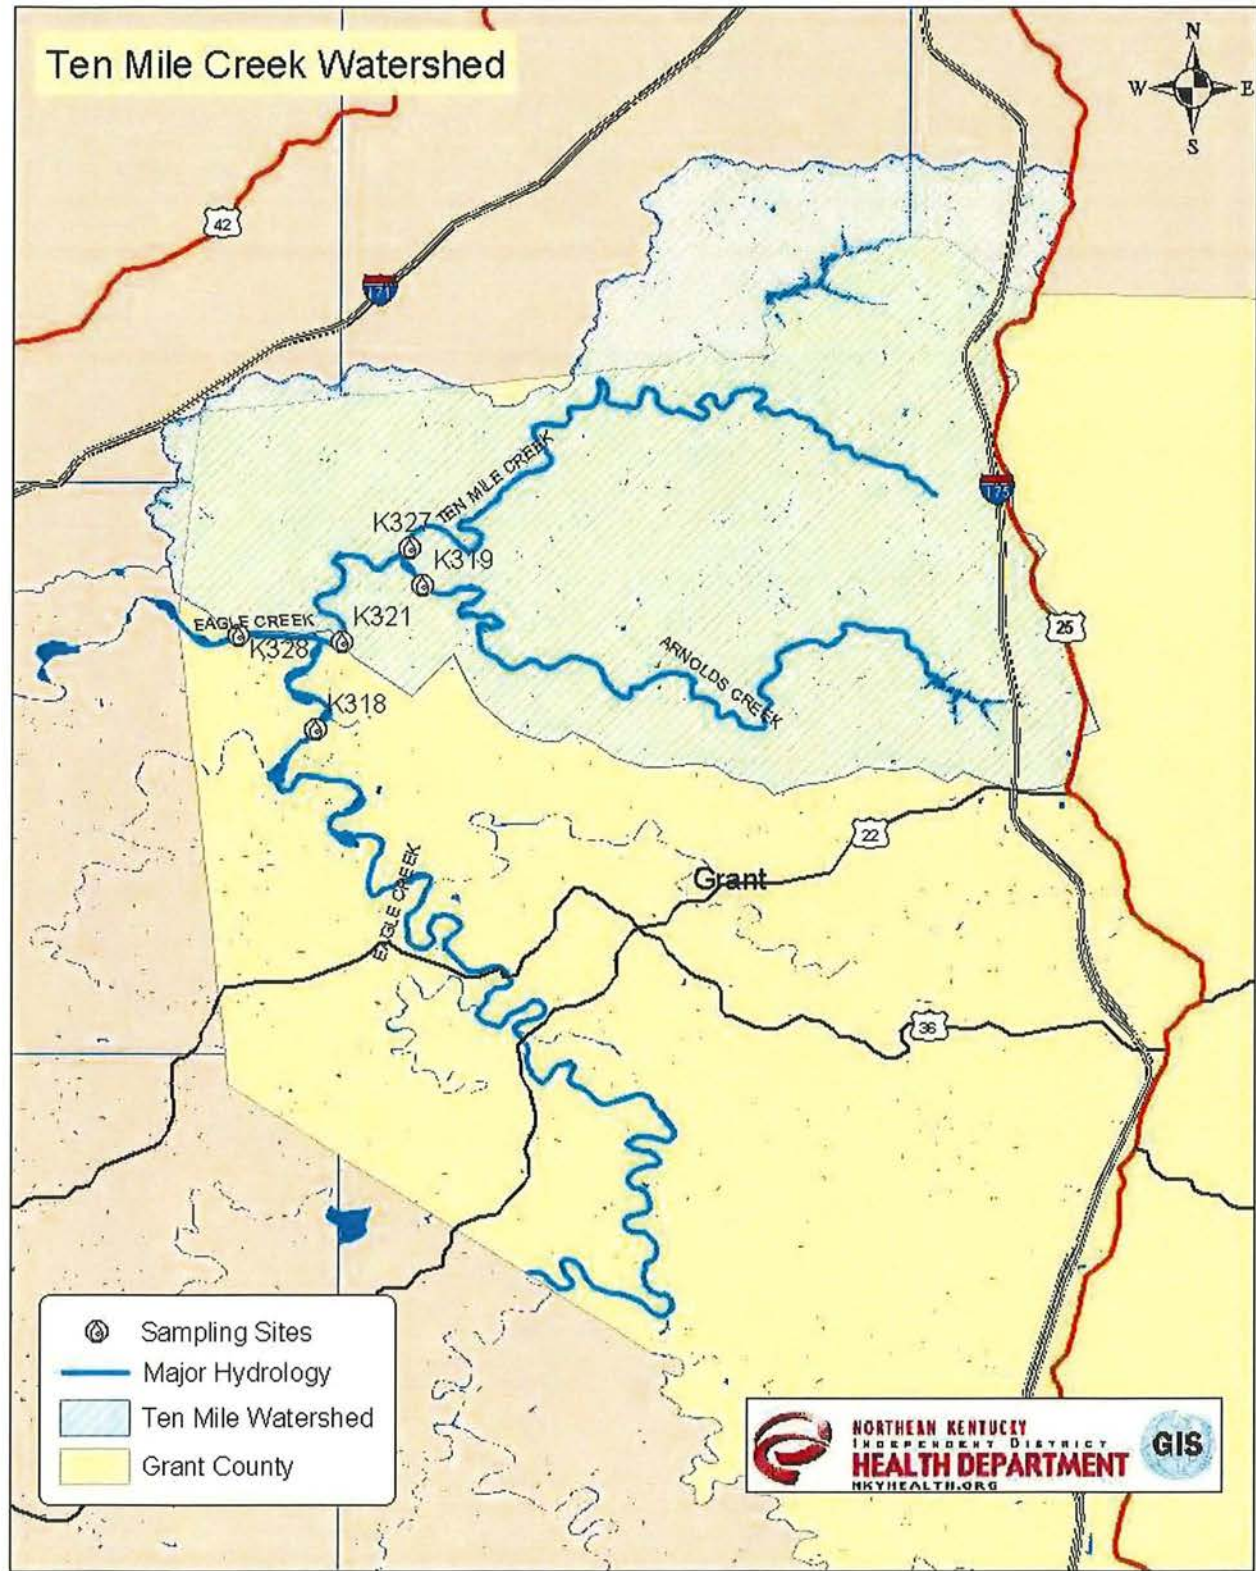 Ten Mile Creek Watershed
N
W
E
S
42
171
TEN MILE CREEK
K327
K319
175
EAGLE CREEK
K321
K328
25
ARNOLDS CREEK
K318
22
Grant
EAGLE CREEK
36
Sampling Sites
Major Hydrology
Ten Mile Watershed
Grant County
NORTHERN KENTUCKY
INDEPENDENT DISTRICT
HEALTH DEPARTMENT
NKYHEALTH.ORG
GIS